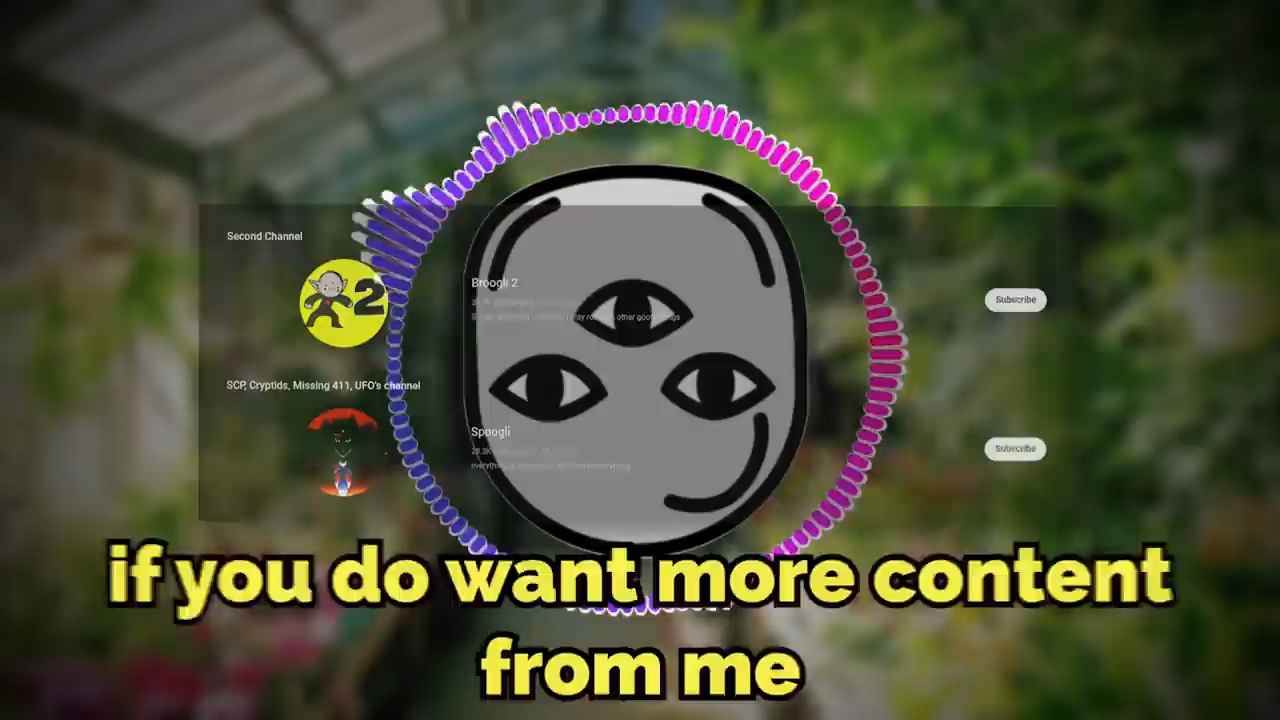 Second Channel
2
Broogli 2
Subscribe
SCP, Cryptids, Missing 411, UFO's channel
Spoogli
Subscribe
if you do want more content
from me